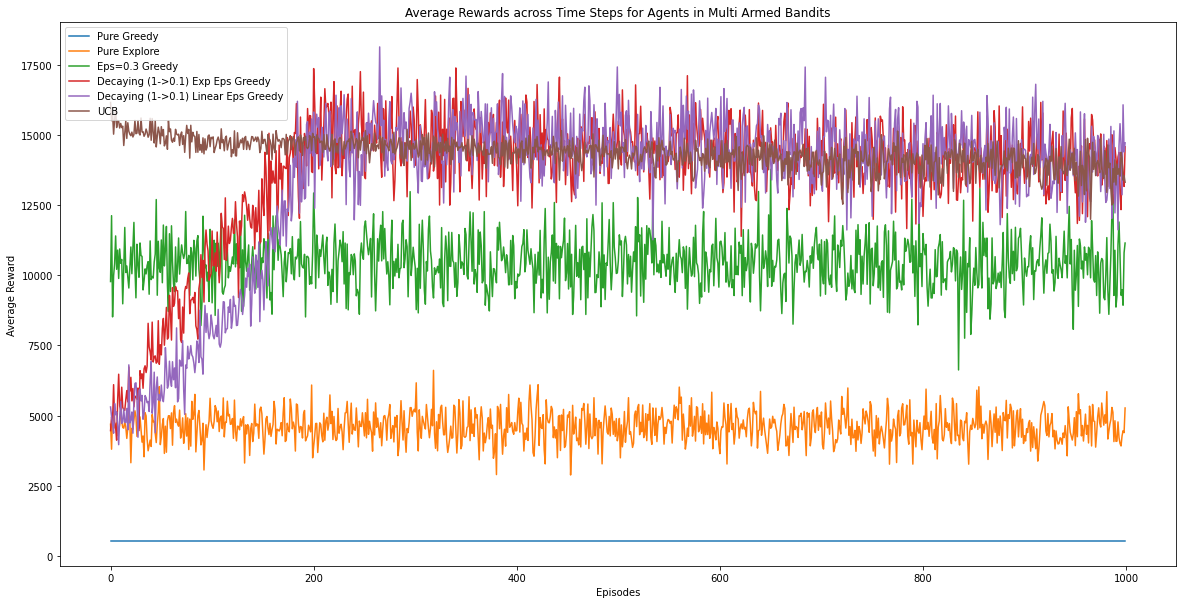 Average Rewards across Time Steps for Agents in Multi Armed Bandits
Pure Greedy
Pure Explore
Eps=0.3 Greedy
Decaying (1->0.1) Exp Eps Greedy
Decaying (1->0.1) Linear Eps Greedy
UCB
17500
15000
12500
10000
7500
5000
2500
0
Average Reward
0 200 400 600 800 1000
Episodes